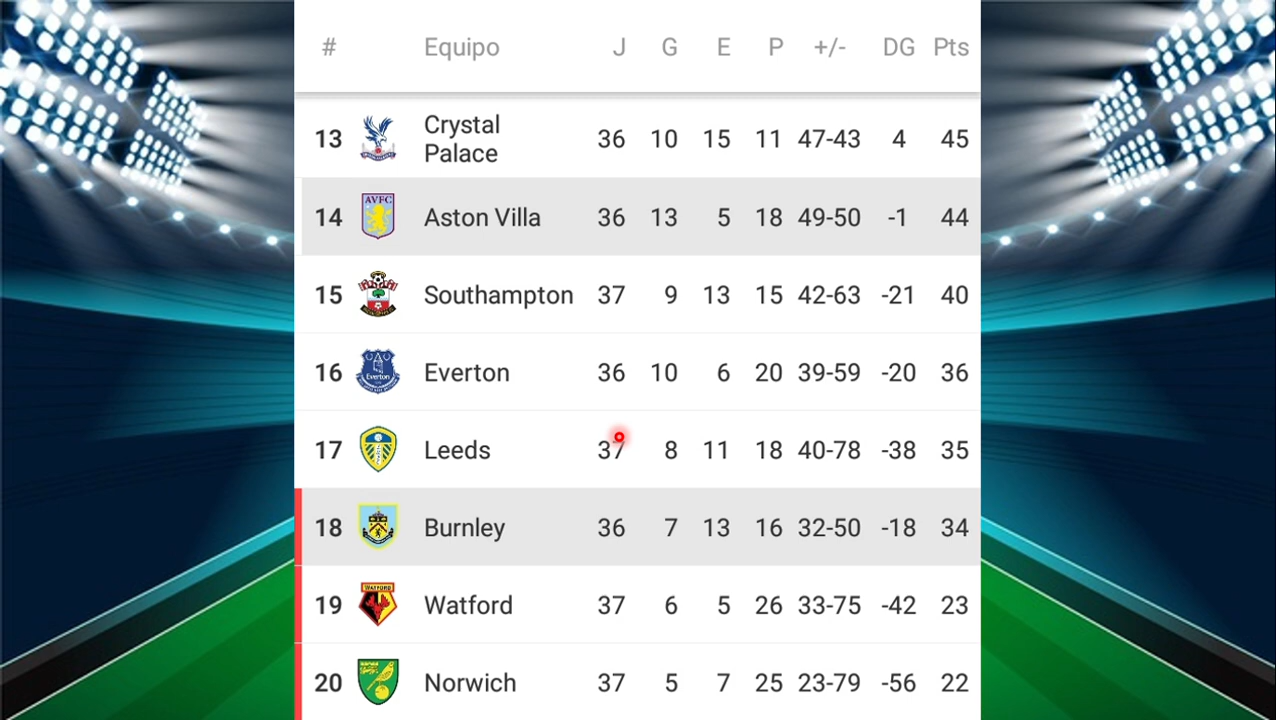 # Equipo J G E P +/- DG Pts
13 Crystal Palace 36 10 15 11 47-43 4 45
AVFC
14 Aston Villa 36 13 5 18 49-50 -1 44
15 Southampton 37 9 13 15 42-63 -21 40
Everton
16 Everton 36 10 6 20 39-59 -20 36
17 Leeds 37 8 11 18 40-78 -38 35
18 Burnley 36 7 13 16 32-50 -18 34
WATFORD
19 Watford 37 6 5 26 33-75 -42 23
20 Norwich 37 5 7 25 23-79 -56 22